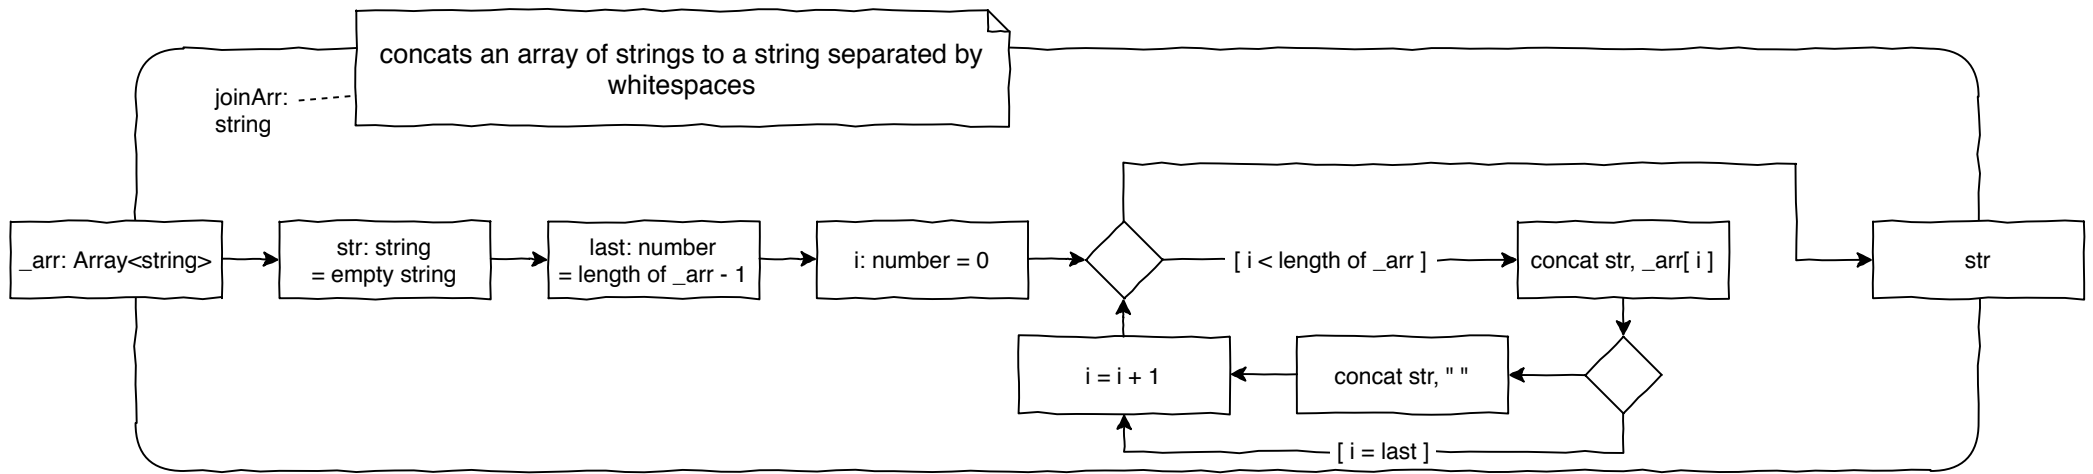 concats an array of strings to a string separated by
whitespaces
joinArr:
string
_arr: Array<string>
str: string
= empty string
last: number
= length of _arr - 1
i: number = 0
[ i < length of _arr ]
concat str, _arr[ i ]
str
i = i + 1
concat str, " "
[ i = last ]